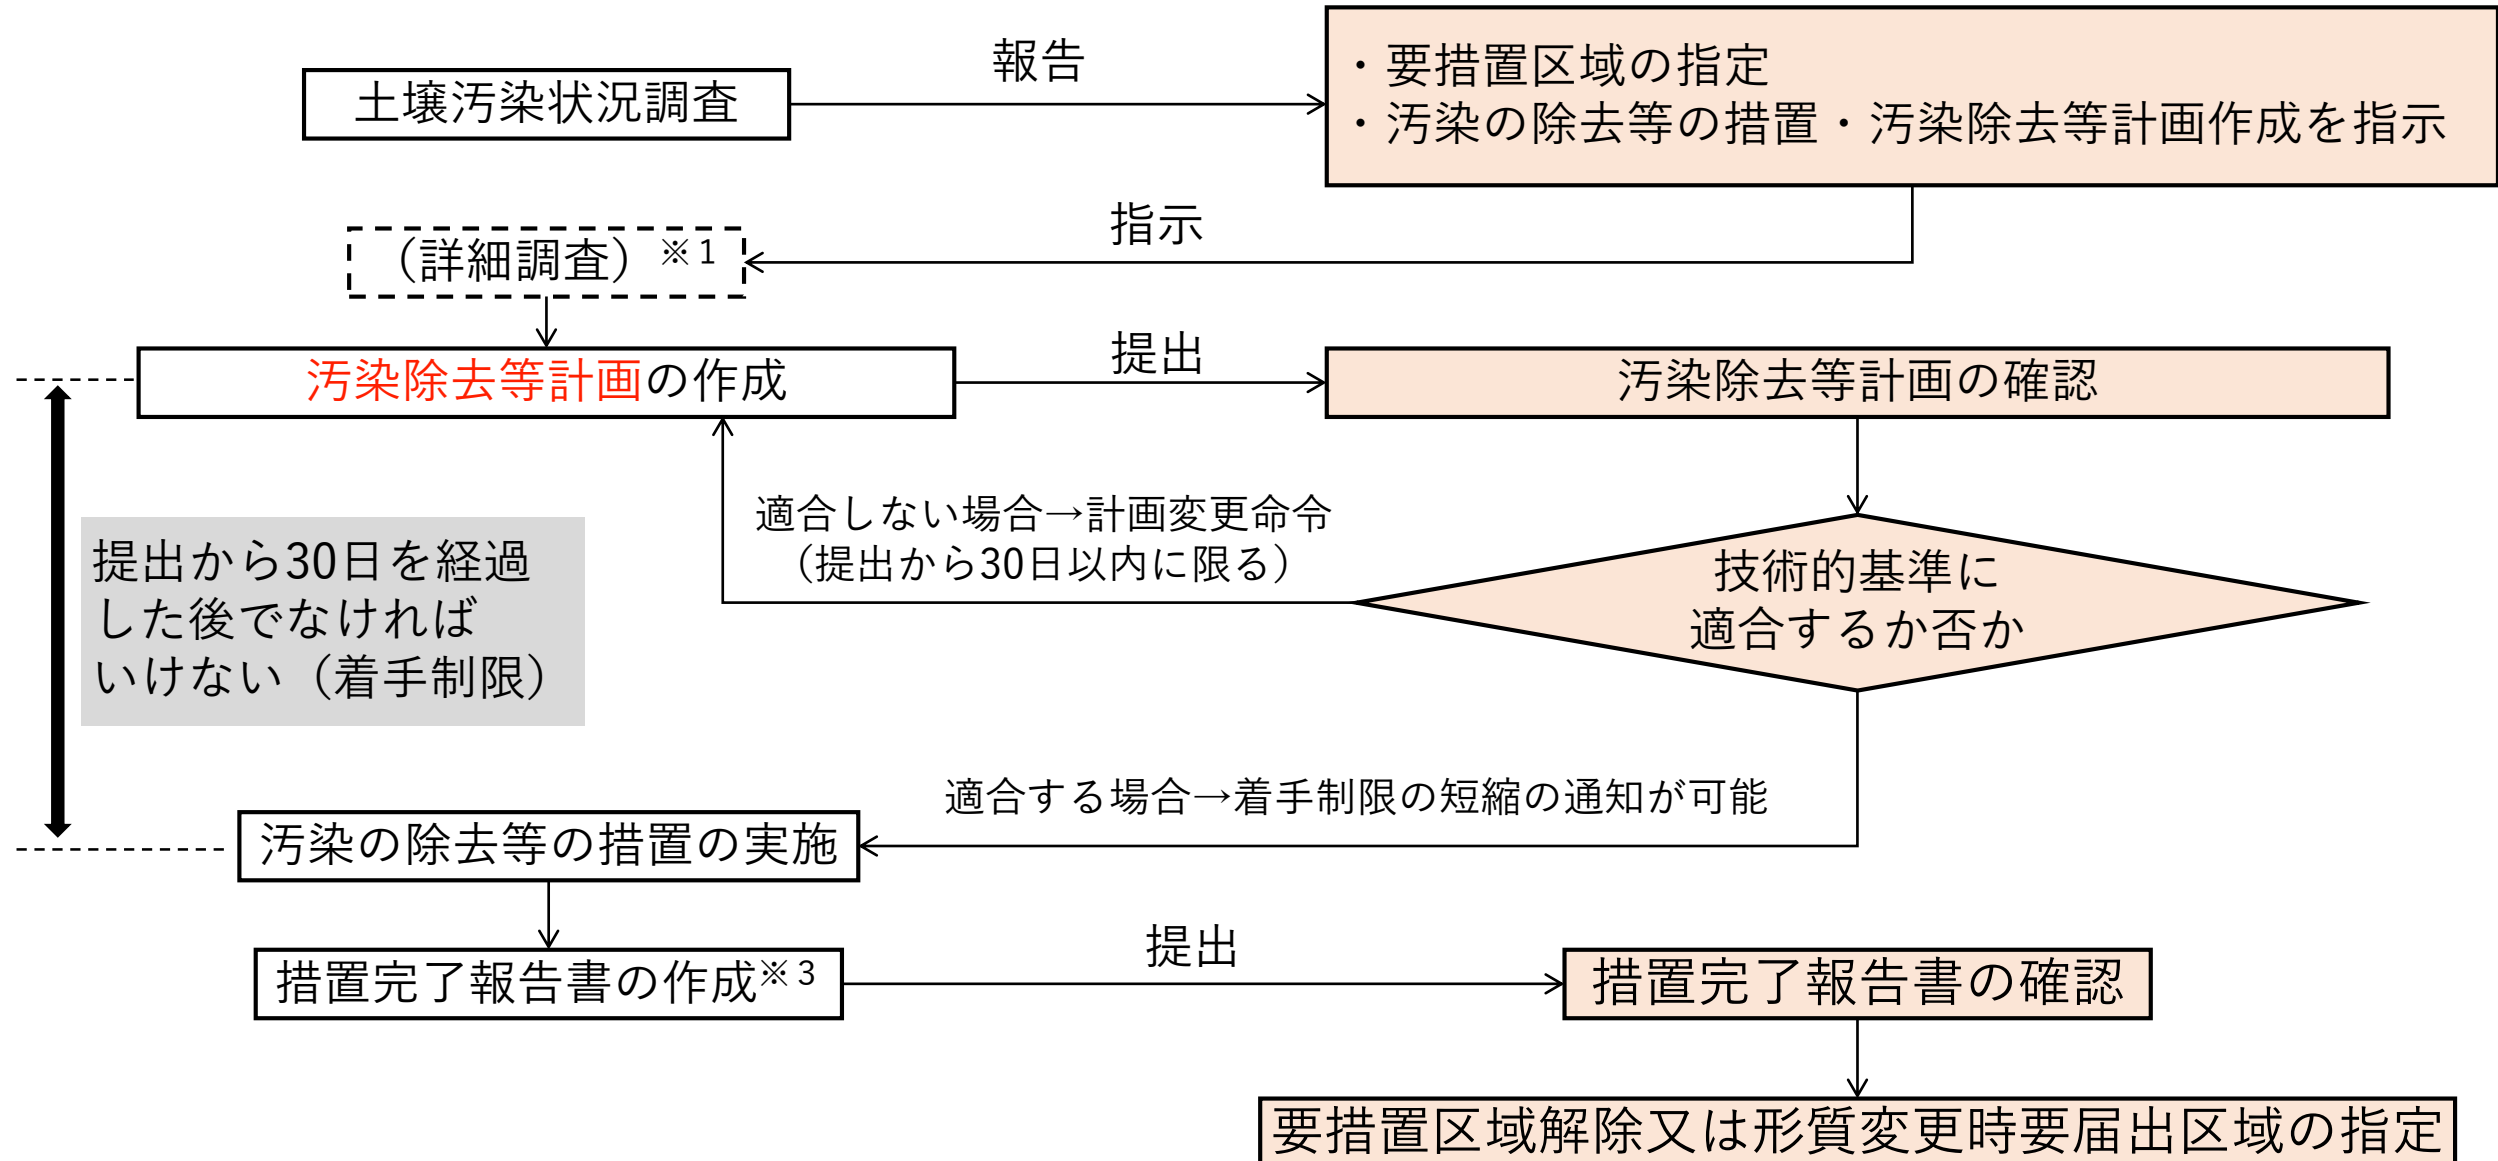 土壌汚染状況調査
報告
・要措置区域の指定
・汚染の除去等の措置・汚染除去等計画作成を指示
指示
（詳細調査）※1
汚染除去等計画の作成
提出
汚染除去等計画の確認
適合しない場合→計画変更命令
（提出から30日以内に限る）
技術的基準に
適合するか否か
提出から30日を経過
した後でなければ
いけない（着手制限）
適合する場合→着手制限の短縮の通知が可能
汚染の除去等の措置の実施
措置完了報告書の作成※3
提出
措置完了報告書の確認
要措置区域解除又は形質変更時要届出区域の指定